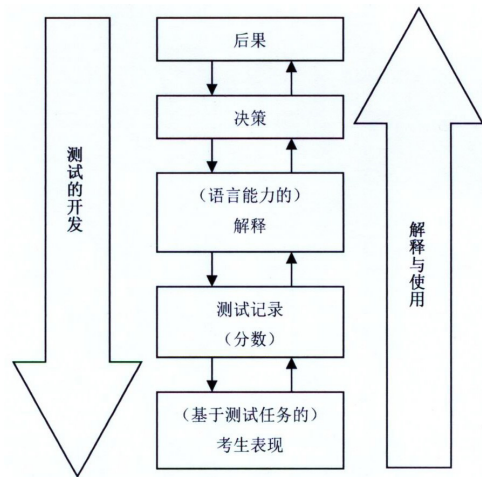 后果
决策
（语言能力的）
解释
测试记录
（分数）
（基于测试任务的）
考生表现
测试的开发
解释与使用